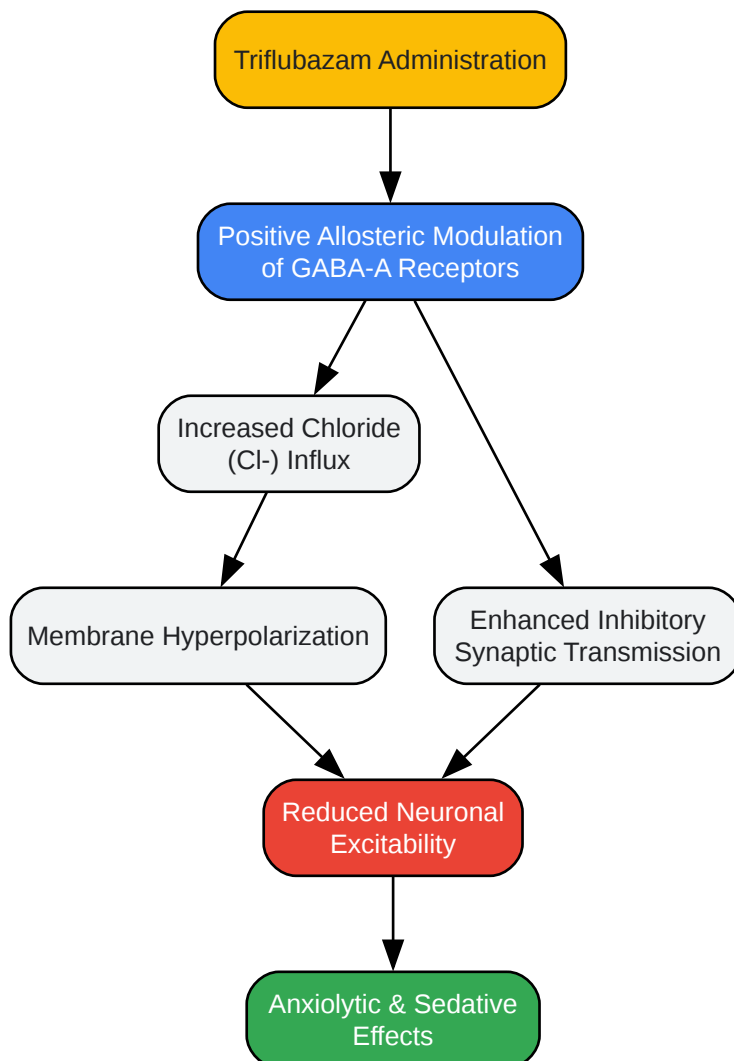 Triflubazam Administration
Positive Allosteric Modulation
of GABA-A Receptors
Increased Chloride
(Cl-) Influx
Membrane Hyperpolarization
Enhanced Inhibitory
Synaptic Transmission
Reduced Neuronal
Excitability
Anxiolytic & Sedative
Effects